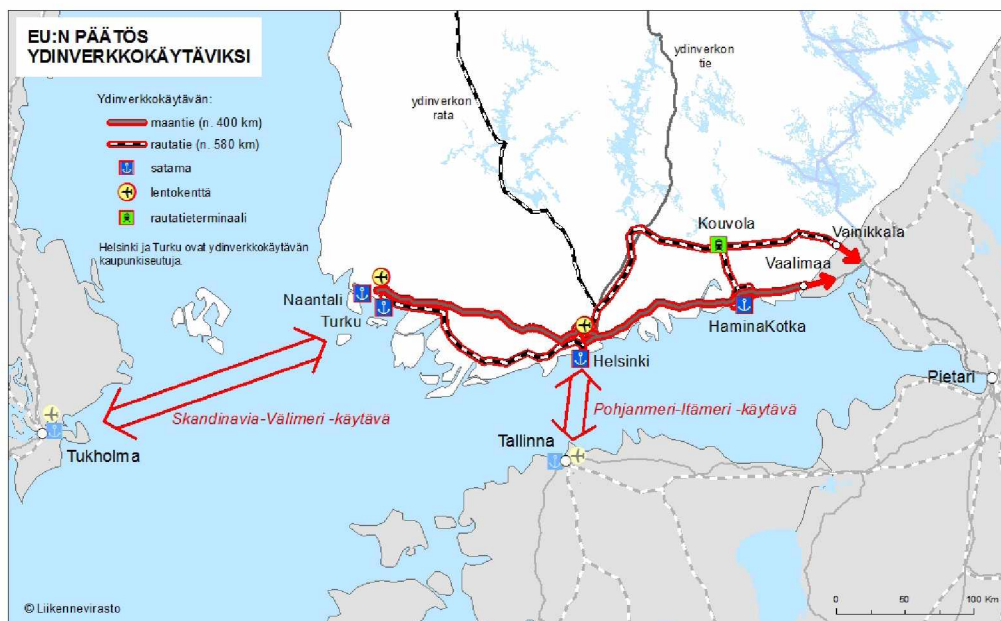 EU:N PÄÄTÖS
YDINVERKKOKÄYTÄVIKSI
Ydinverkkokäytävän:
maantie (n. 400 km)
rautatie (n. 580 km)
satama
lentokenttä
rautatieterminaali
Helsinki ja Turku ovat ydinverkkokäytävän
kaupunkiseutuja.
ydinverkon
tie
ydinverkon
rata
Kouvola
Vainikkala
Vaalimaa
Naantali
Turku
HaminaKotka
Helsinki
Pietari
Skandinavia-Välimeri -käytävä
Pohjanmeri-Itämeri -käytävä
Tallinna
Tukholma
© Liikennevirasto
0 50 100 Km